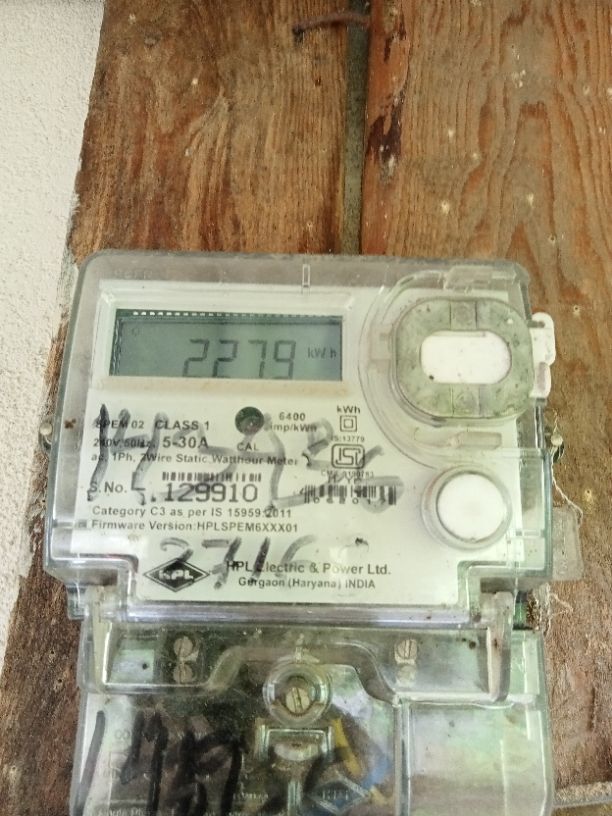 2279 kWh
SPEM 02 CLASS 1
6400
imp/kWh
kWh
240V, 50Hz, 5-30A
CAL
IS:13779
ac, 1Ph, 2Wire Static Watthour Meter
S.No. 129910
Category C3 as per IS 15959:2011
Firmware Version:HPLSPEM6XXX01
2716
HPL
HPL Electric & Power Ltd.
Gurgaon (Haryana) INDIA